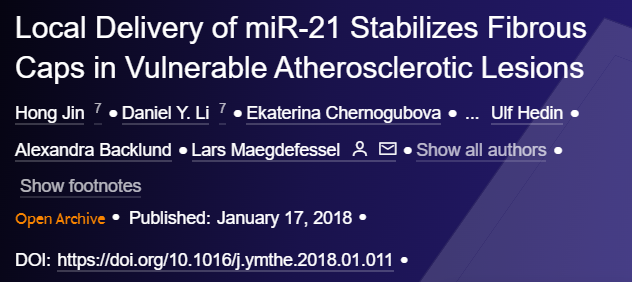 Local Delivery of miR-21 Stabilizes Fibrous
Caps in Vulnerable Atherosclerotic Lesions
Hong Jin 7 • Daniel Y. Li 7 • Ekaterina Chernogubova • ... Ulf Hedin •
Alexandra Backlund • Lars Maegdefessel • Show all authors •
Show footnotes
Open Archive • Published: January 17, 2018 •
DOI: https://doi.org/10.1016/j.ymthe.2018.01.011 •